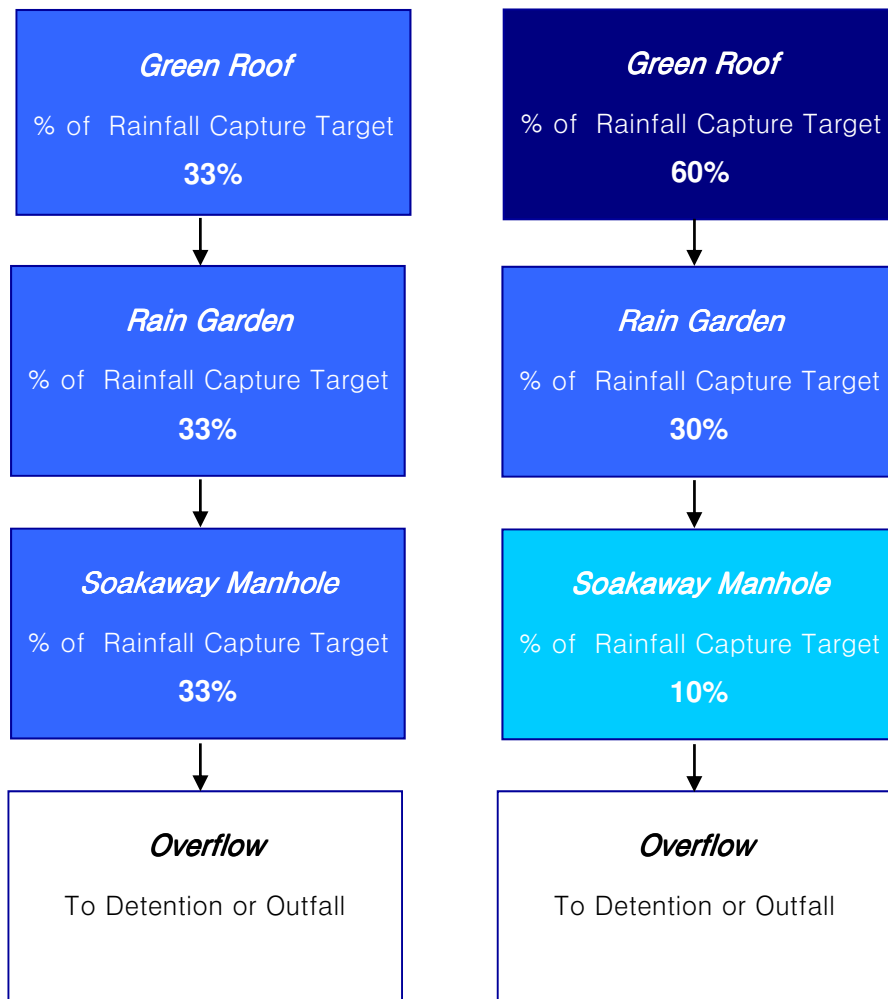 Green Roof
% of Rainfall Capture Target
33%
Rain Garden
% of Rainfall Capture Target
33%
Soakaway Manhole
% of Rainfall Capture Target
33%
Overflow
To Detention or Outfall
Green Roof
% of Rainfall Capture Target
60%
Rain Garden
% of Rainfall Capture Target
30%
Soakaway Manhole
% of Rainfall Capture Target
10%
Overflow
To Detention or Outfall